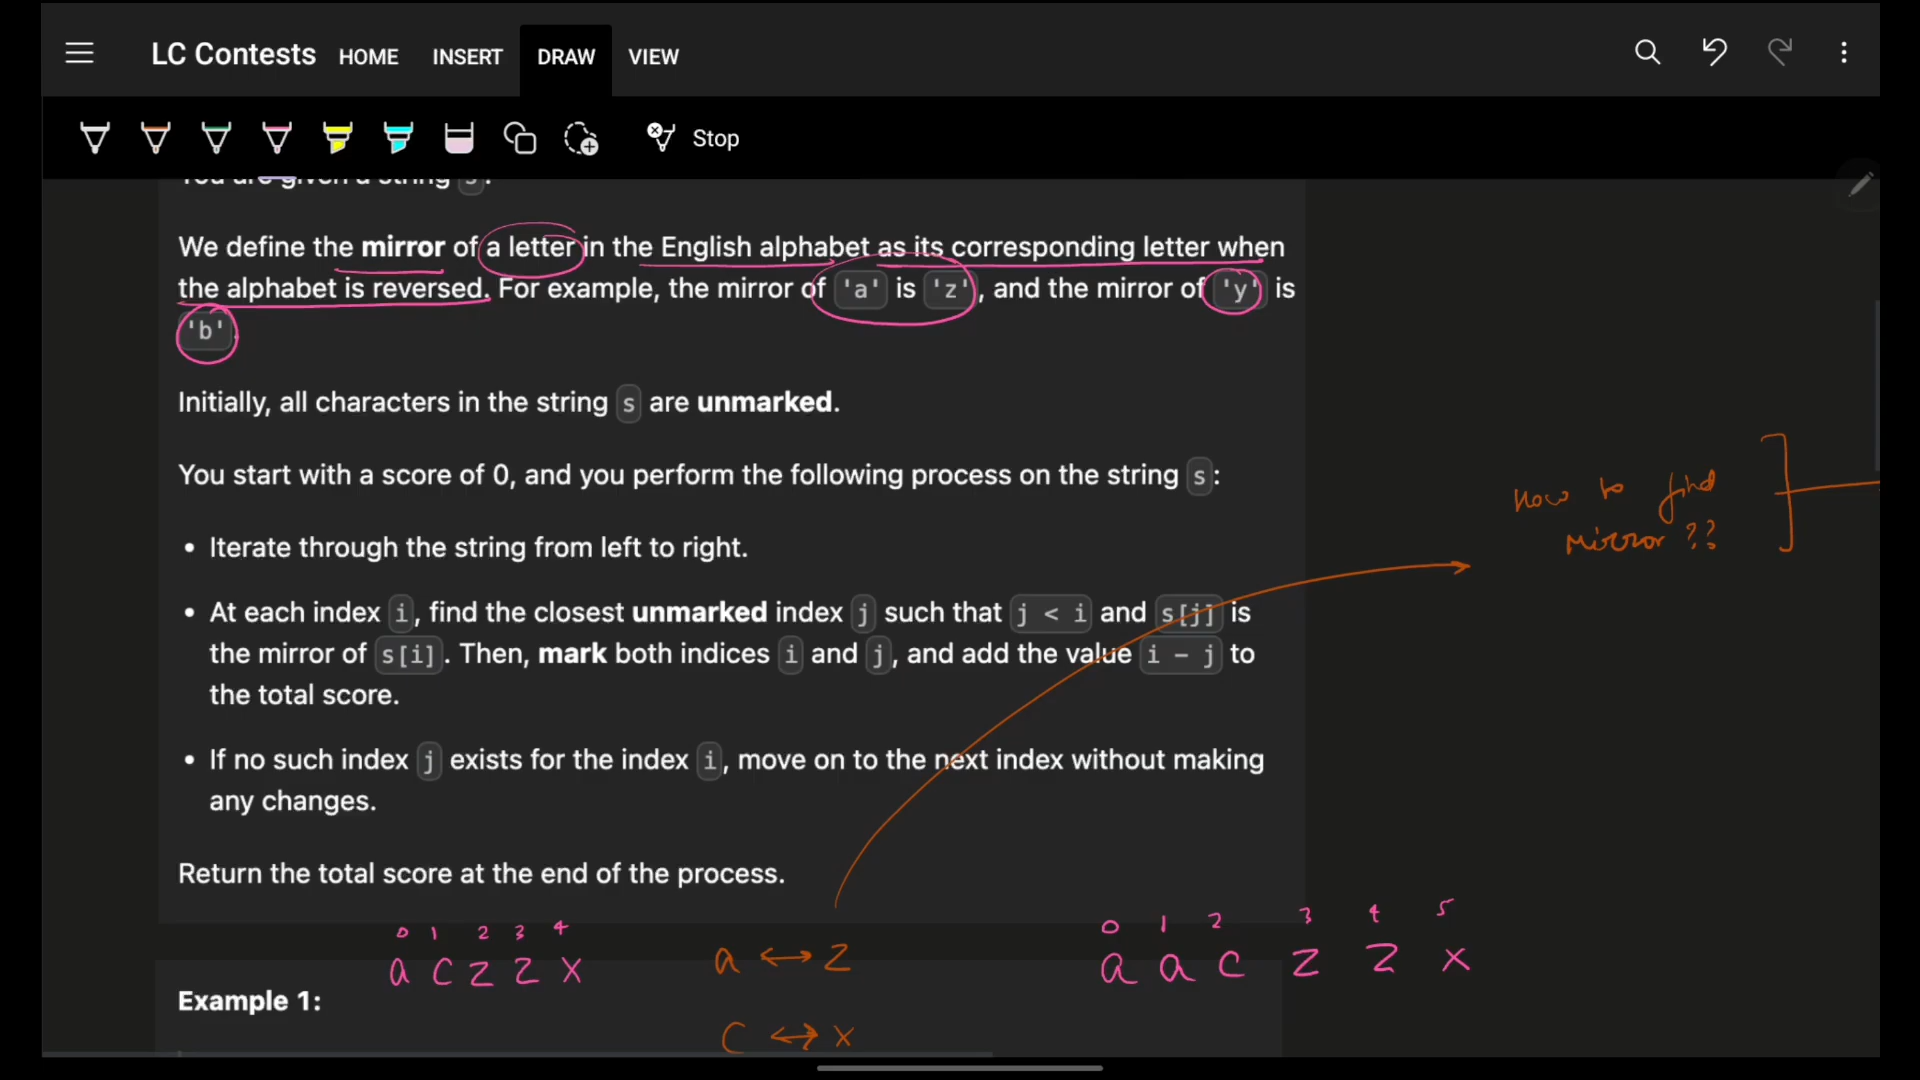 LC Contests HOME INSERT DRAW VIEW
Stop
You are given a string s.
We define the mirror of a letter in the English alphabet as its corresponding letter when
the alphabet is reversed. For example, the mirror of 'a' is 'z', and the mirror of 'y' is
'b'.
Initially, all characters in the string s are unmarked.
You start with a score of 0, and you perform the following process on the string s:
How to find
mirror ??
• Iterate through the string from left to right.
• At each index i, find the closest unmarked index j such that j < i and s[j] is
the mirror of s[i]. Then, mark both indices i and j, and add the value i - j to
the total score.
• If no such index j exists for the index i, move on to the next index without making
any changes.
Return the total score at the end of the process.
0 1 2 3 4
a c z z x
a ↔ z
0 1 2 3 4 5
a a c z z x
Example 1:
c ↔ x